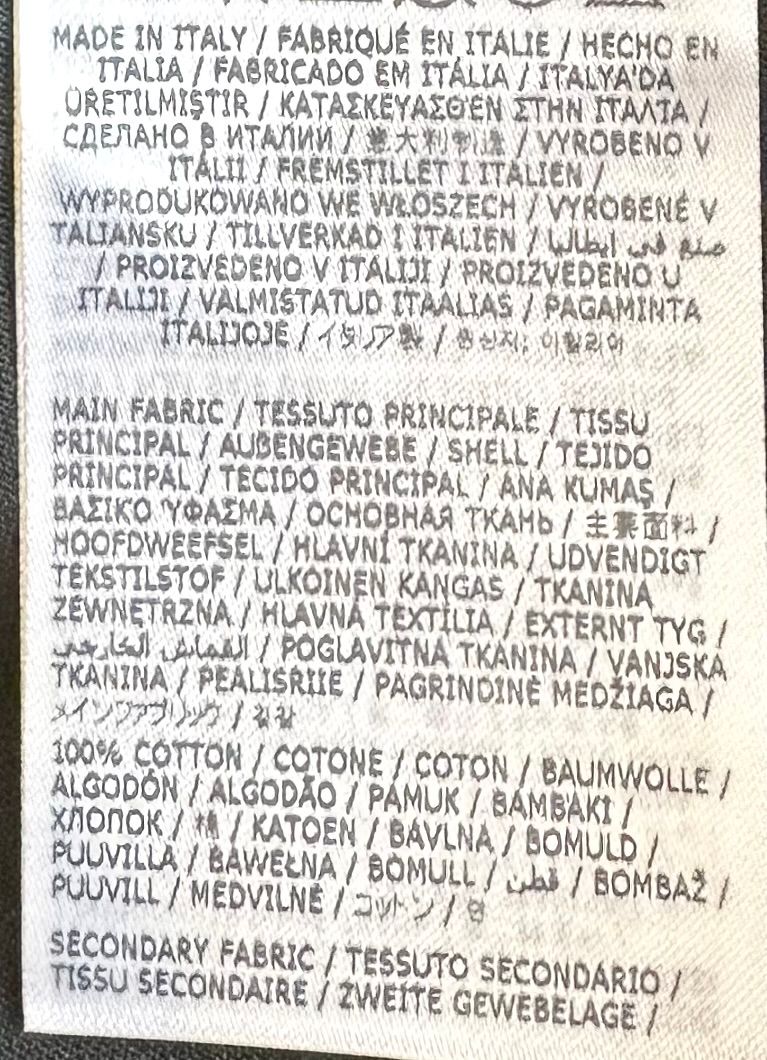 MADE IN ITALY / FABRIQUÉ EN ITALIE / HECHO EN
ITALIA / FABRICADO EM ITÁLIA / ITALYA'DA
ÜRETILMIŞTIR / ΚΑΤΑΣΚΕΥΑΣΘΕΝ ΣΤΗΝ ΙΤΑΛΤΑ /
СДЕЛАНО В ИТАЛИИ / 意大利制造 / VYROBENO V
ITÁLII / FREMSTILLET I ITALIEN /
WYPRODUKOWANO WE WŁOSZECH / VYROBENÉ V
TALIANSKU / TILLVERKAD I ITALIEN / صنع في ايطاليا
/ PROIZVEDENO V ITALIJI / PROIZVEDENO U
ITALIJI / VALMISTATUD ITAALIAS / PAGAMINTA
ITALIJOJE / イタリア製 / 원산지: 이탈리아
MAIN FABRIC / TESSUTO PRINCIPALE / TISSU
PRINCIPAL / AUßENGEWEBE / SHELL / TEJIDO
PRINCIPAL / TECIDO PRINCIPAL / ANA KUMAŞ /
ΒΑΣΙΚΟ ΥΦΑΣΜΑ / ОСНОВНАЯ ТКАНЬ / 主要面料 /
HOOFDWEEFSEL / HLAVNÍ TKANINA / UDVENDIGT
TEKSTILSTOF / ULKOINEN KANGAS / TKANINA
ZEWNĘTRZNA / HLAVNÁ TEXTÍLIA / EXTERNT TYG /
القماش الخارجي / POGLAVITNA TKANINA / VANJSKA
TKANINA / PEALISRIIE / PAGRINDINĖ MEDŽIAGA /
メインファブリック / 겉감
100% COTTON / COTONE / COTON / BAUMWOLLE /
ALGODÓN / ALGODÃO / PAMUK / ΒΑΜΒΑΚΙ /
ХЛОПОК / 棉 / KATOEN / BAVLNA / BOMULD /
PUUVILLA / BAWEŁNA / BOMULL / قطن / BOMBAŽ /
PUUVILL / MEDVILNĖ / コットン / 면
SECONDARY FABRIC / TESSUTO SECONDARIO /
TISSU SECONDAIRE / ZWEITE GEWEBELAGE /